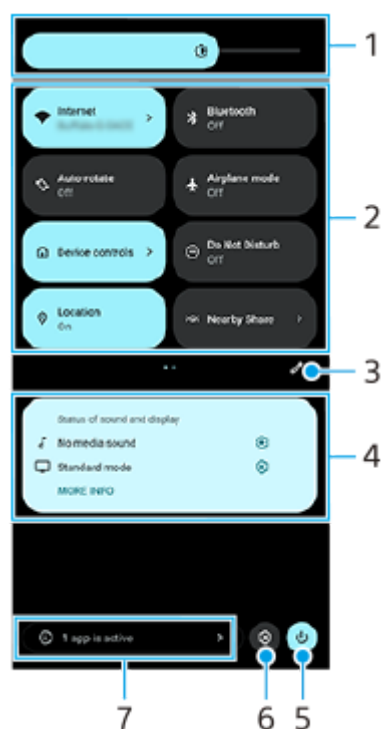 1
Internet
Bluetooth
Off
Auto-rotate
Off
Airplane mode
Off
2
Device controls
Do Not Disturb
Off
Location
On
Nearby Share
3
Status of sound and display
No media sound
Standard mode
MORE INFO
4
1 app is active
7
6
5